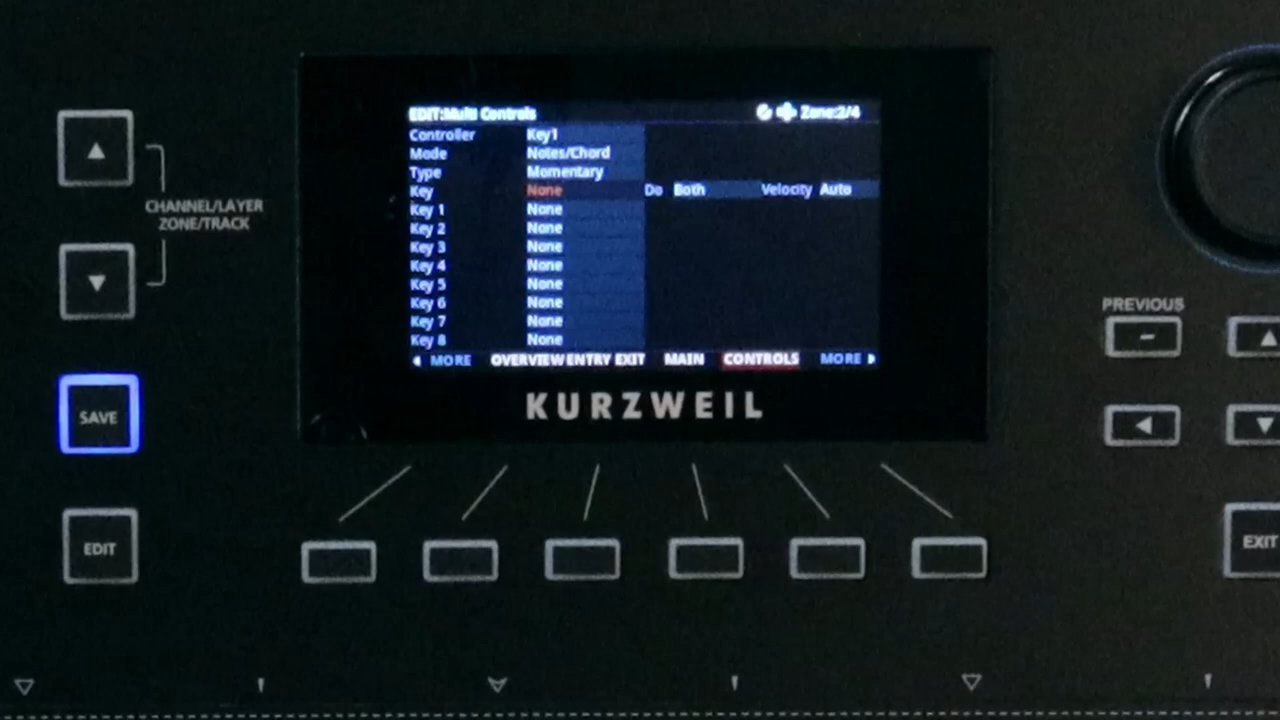 EDIT:Multi Controls Zone:2/4
Controller Key1
Mode Notes/Chord
Type Momentary
Key None Do Both Velocity Auto
Key 1 None
Key 2 None
Key 3 None
Key 4 None
Key 5 None
Key 6 None
Key 7 None
Key 8 None
MORE OVERVIEW ENTRY EXIT MAIN CONTROLS MORE
KURZWEIL
CHANNEL/LAYER
ZONE/TRACK
SAVE
EDIT
PREVIOUS
-
EXIT